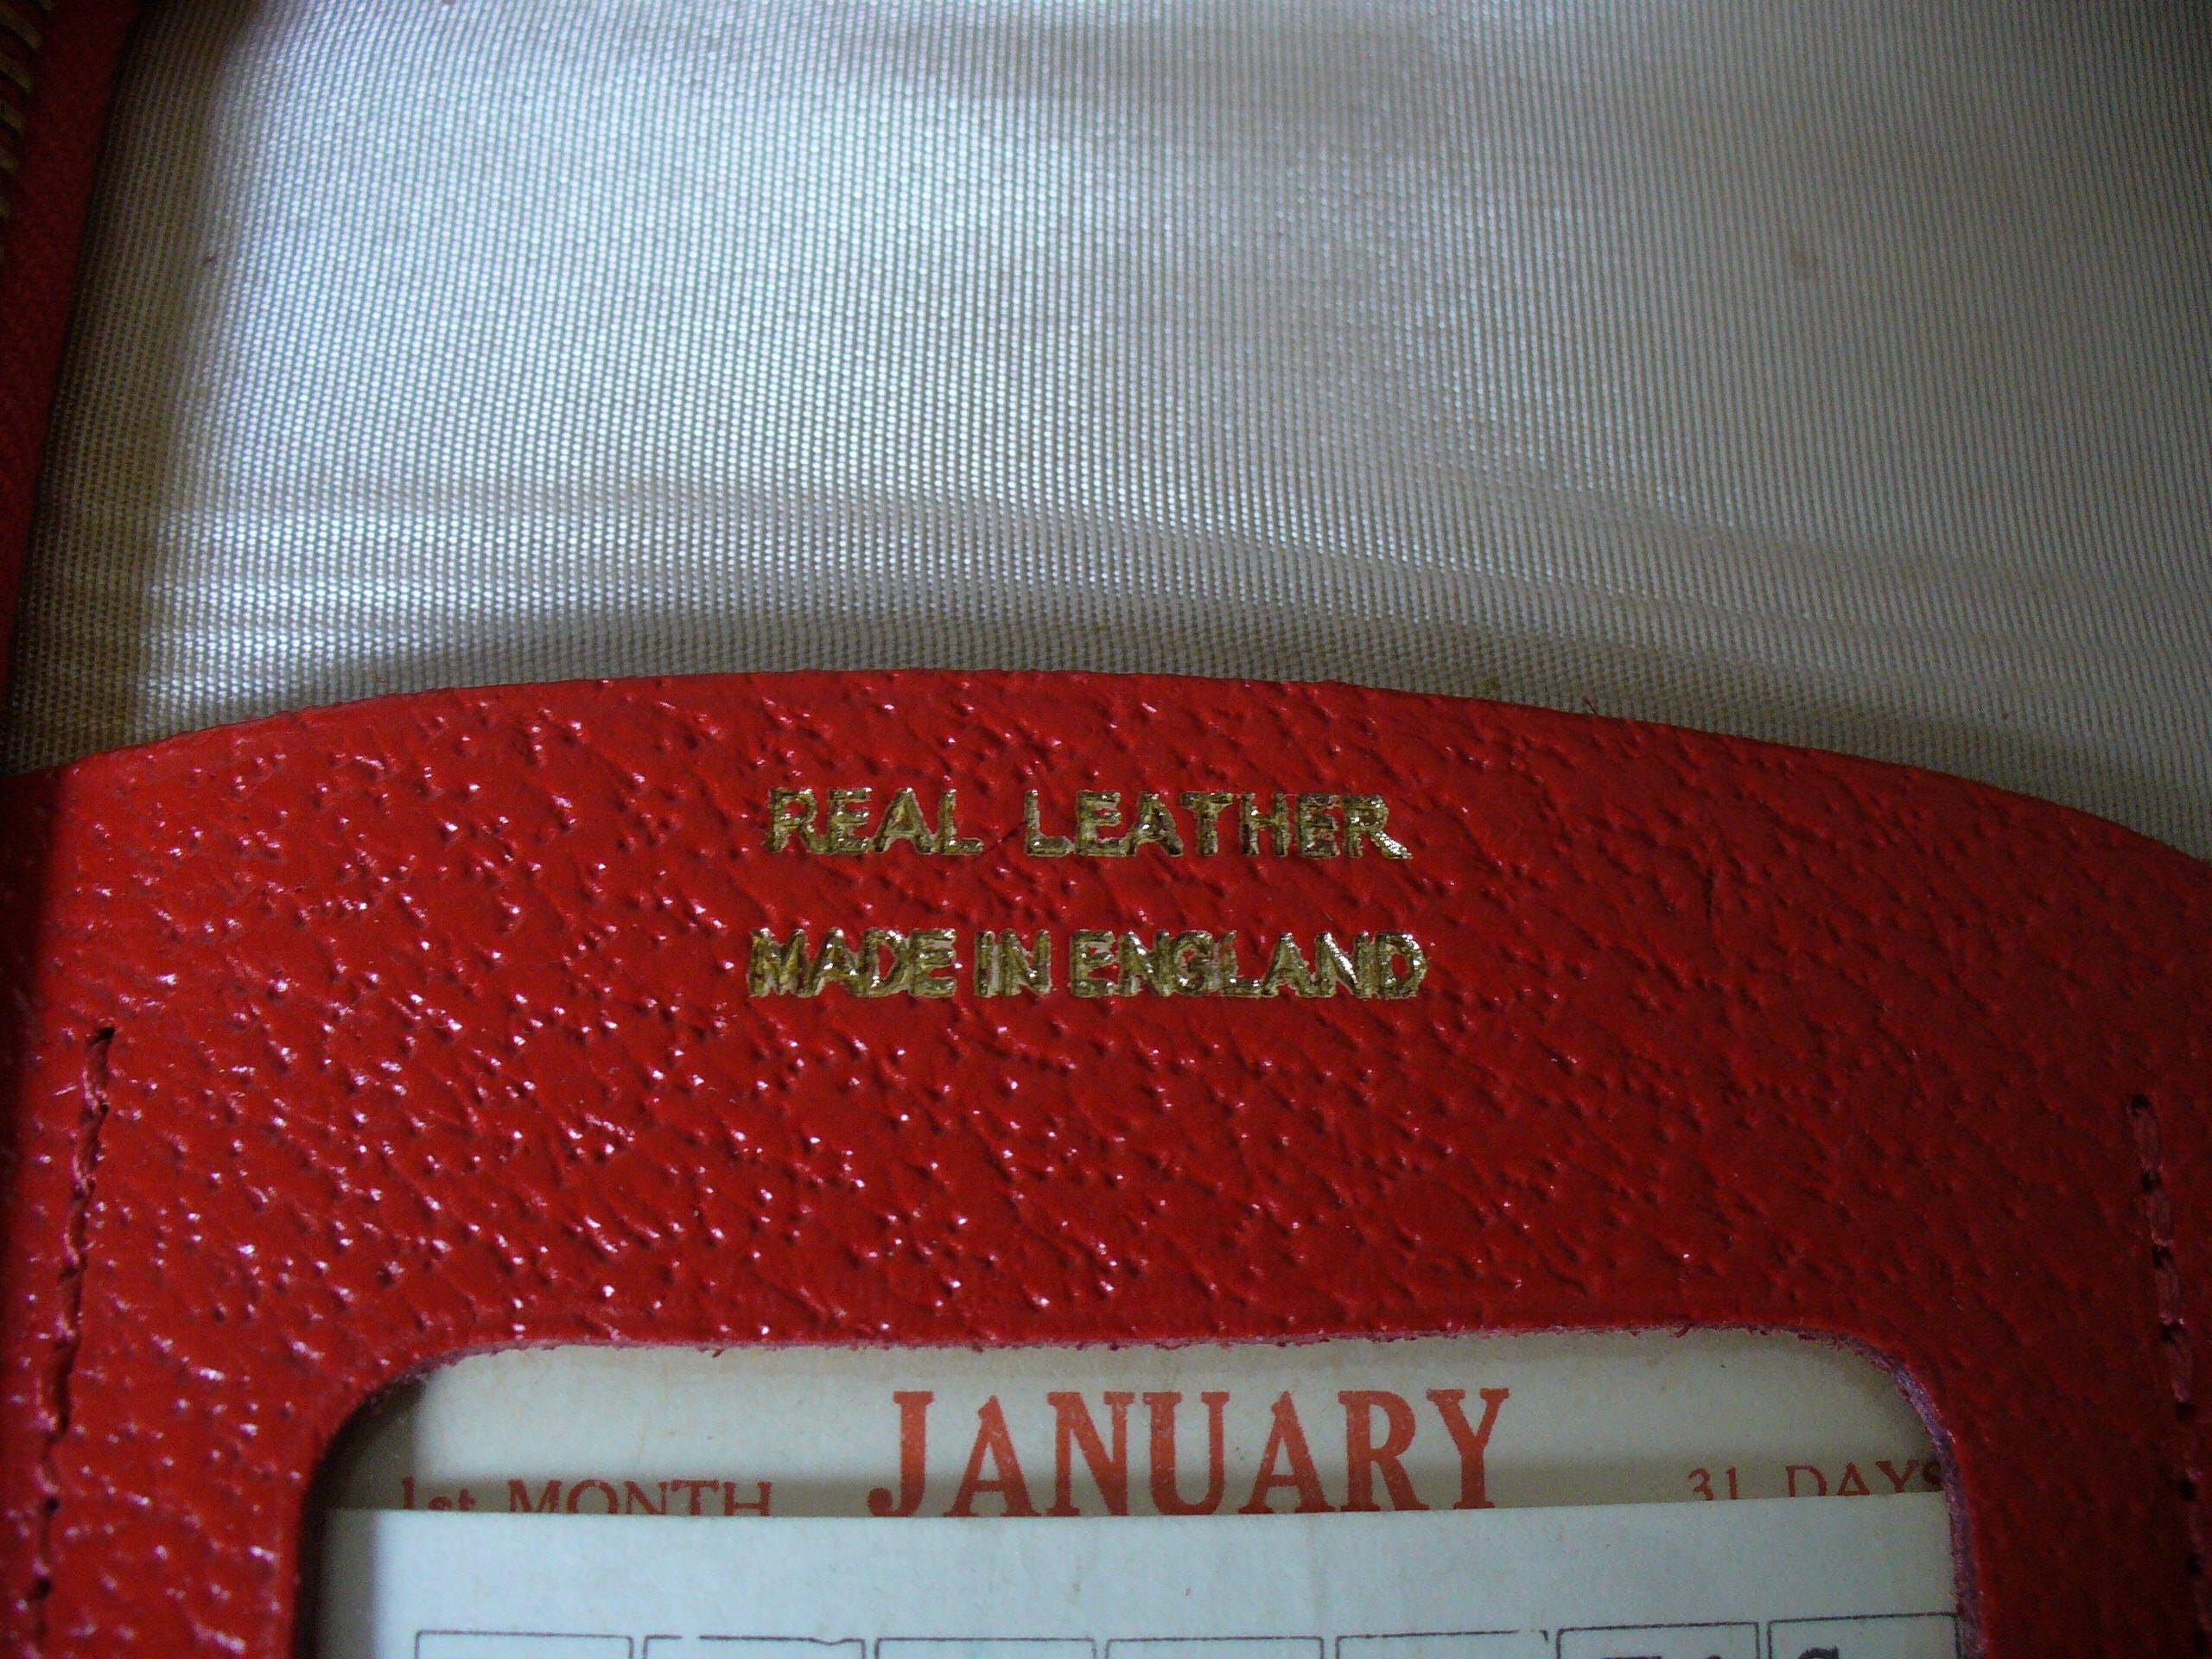 REAL LEATHER
MADE IN ENGLAND
JANUARY
1st MONTH 31 DAYS